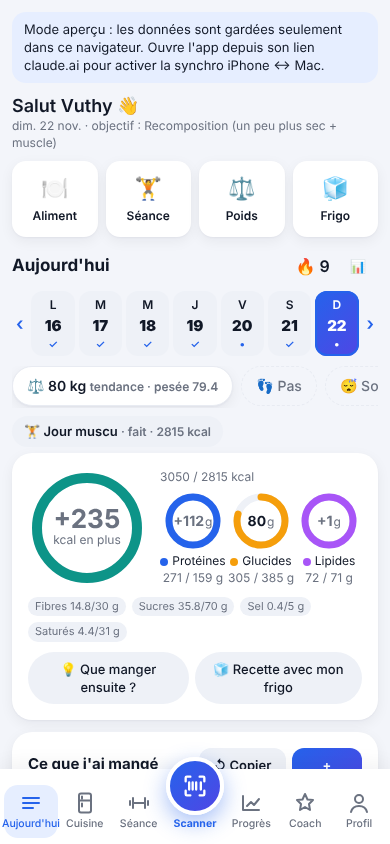 Mode aperçu : les données sont gardées seulement
dans ce navigateur. Ouvre l'app depuis son lien
claude.ai pour activer la synchro iPhone ↔ Mac.
Salut Vuthy 👋
dim. 22 nov. · objectif : Recomposition (un peu plus sec +
muscle)
Aliment
Séance
Poids
Frigo
Aujourd'hui
🔥 9
L M M J V S D
‹ 16 17 18 19 20 21 22 ›
✓ ✓ ✓ ✓ • ✓ •
80 kg tendance · pesée 79.4
Pas
So
Jour muscu · fait · 2815 kcal
3050 / 2815 kcal
+235
kcal en plus
+112g
80g
+1g
Protéines
Glucides
Lipides
271 / 159 g
305 / 385 g
72 / 71 g
Fibres 14.8/30 g
Sucres 35.8/70 g
Sel 0.4/5 g
Saturés 4.4/31 g
💡 Que manger
ensuite ?
🧊 Recette avec mon
frigo
Ce que j'ai mangé
Copier
+
Aujourd'hui
Cuisine
Séance
Scanner
Progrès
Coach
Profil